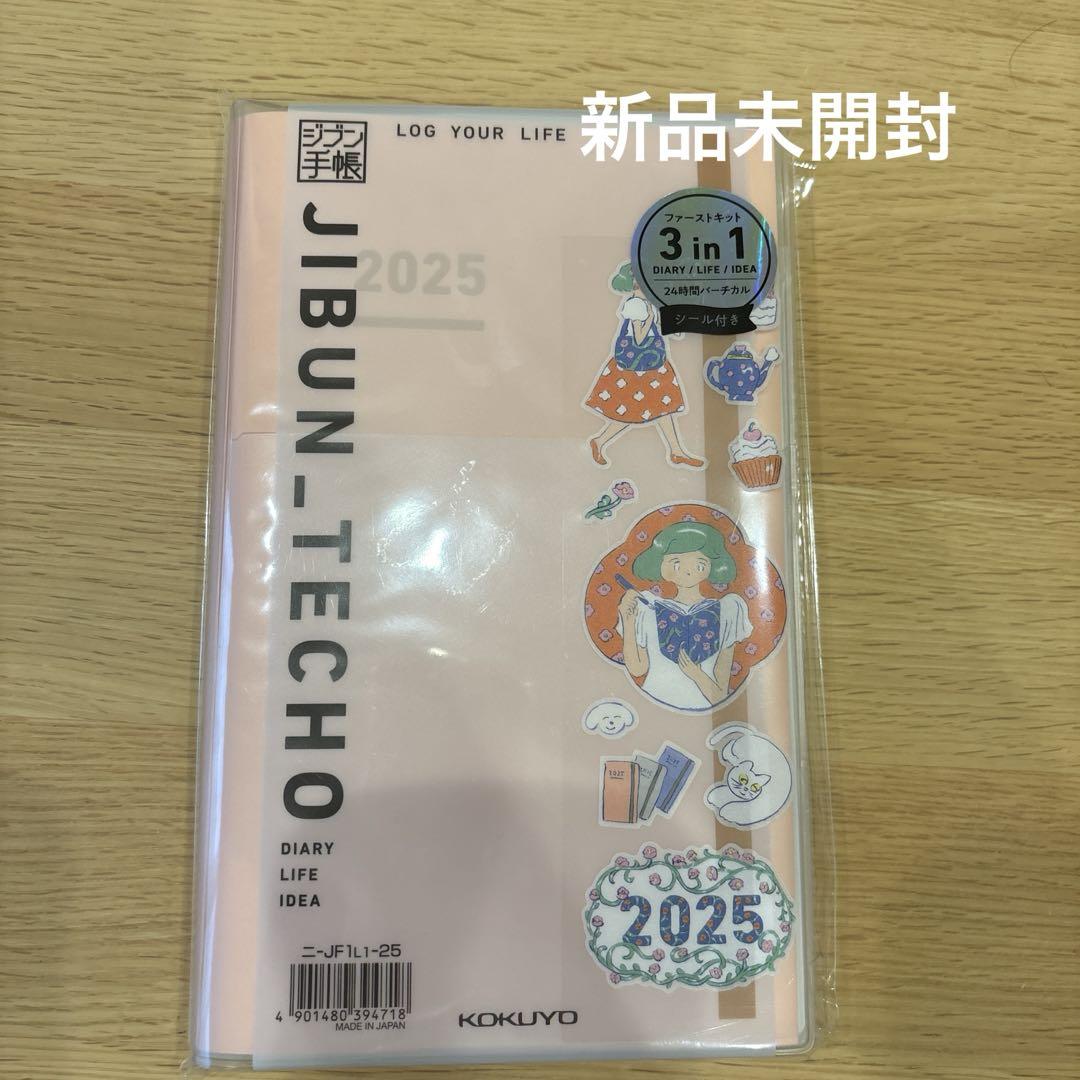 新品未開封
ジブン
手帳
LOG YOUR LIFE
ファーストキット
3 in 1
DIARY / LIFE / IDEA
24時間バーチカル
シール付き
2025
JIBUN_TECHO
DIARY
LIFE
IDEA
2025
ニ-JF1L1-25
4 901480 394718
MADE IN JAPAN
KOKUYO